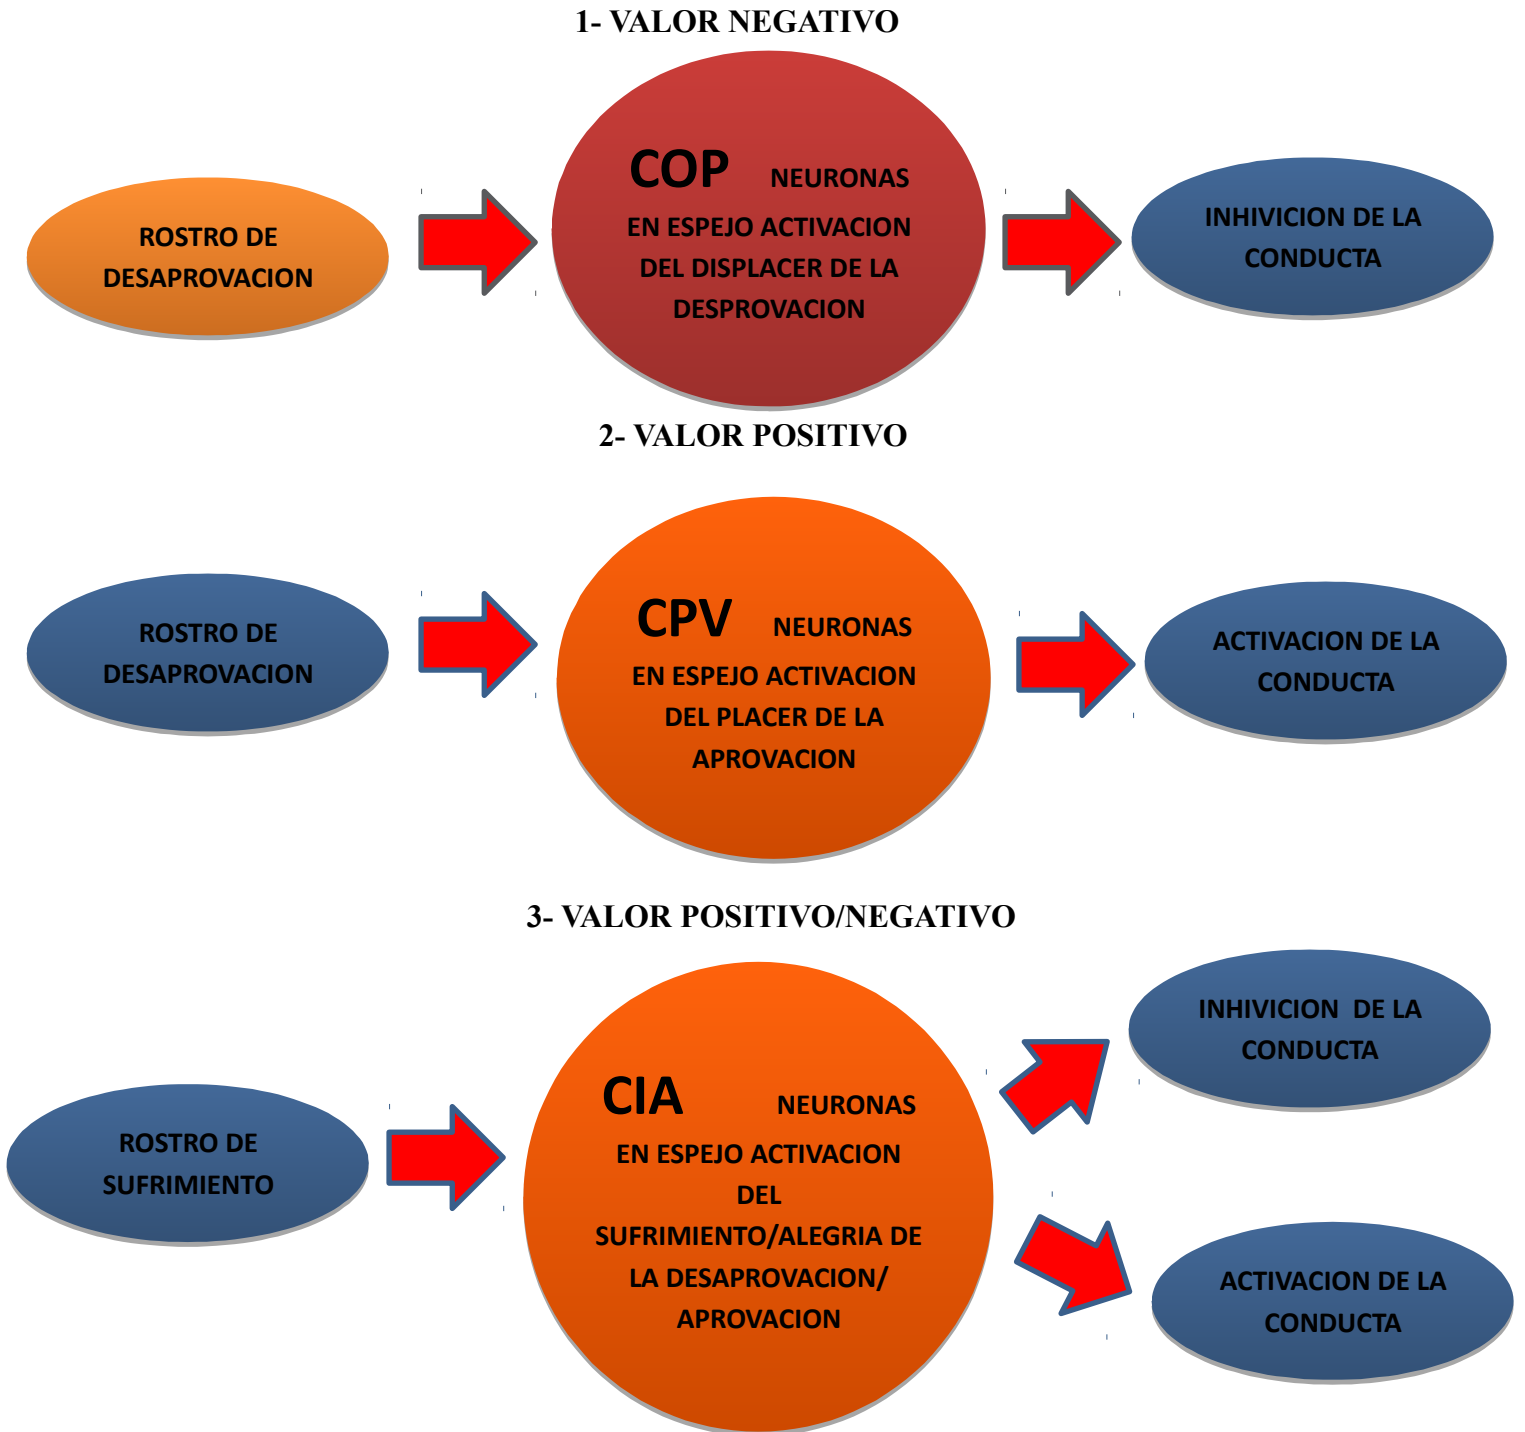 1- VALOR NEGATIVO
ROSTRO DE
DESAPROVACION
COP NEURONAS
EN ESPEJO ACTIVACION
DEL DISPLACER DE LA
DESPROVACION
INHIVICION DE LA
CONDUCTA
2- VALOR POSITIVO
ROSTRO DE
DESAPROVACION
CPV NEURONAS
EN ESPEJO ACTIVACION
DEL PLACER DE LA
APROVACION
ACTIVACION DE LA
CONDUCTA
3- VALOR POSITIVO/NEGATIVO
ROSTRO DE
SUFRIMIENTO
CIA NEURONAS
EN ESPEJO ACTIVACION
DEL
SUFRIMIENTO/ALEGRIA DE
LA DESAPROVACION/
APROVACION
INHIVICION DE LA
CONDUCTA
ACTIVACION DE LA
CONDUCTA